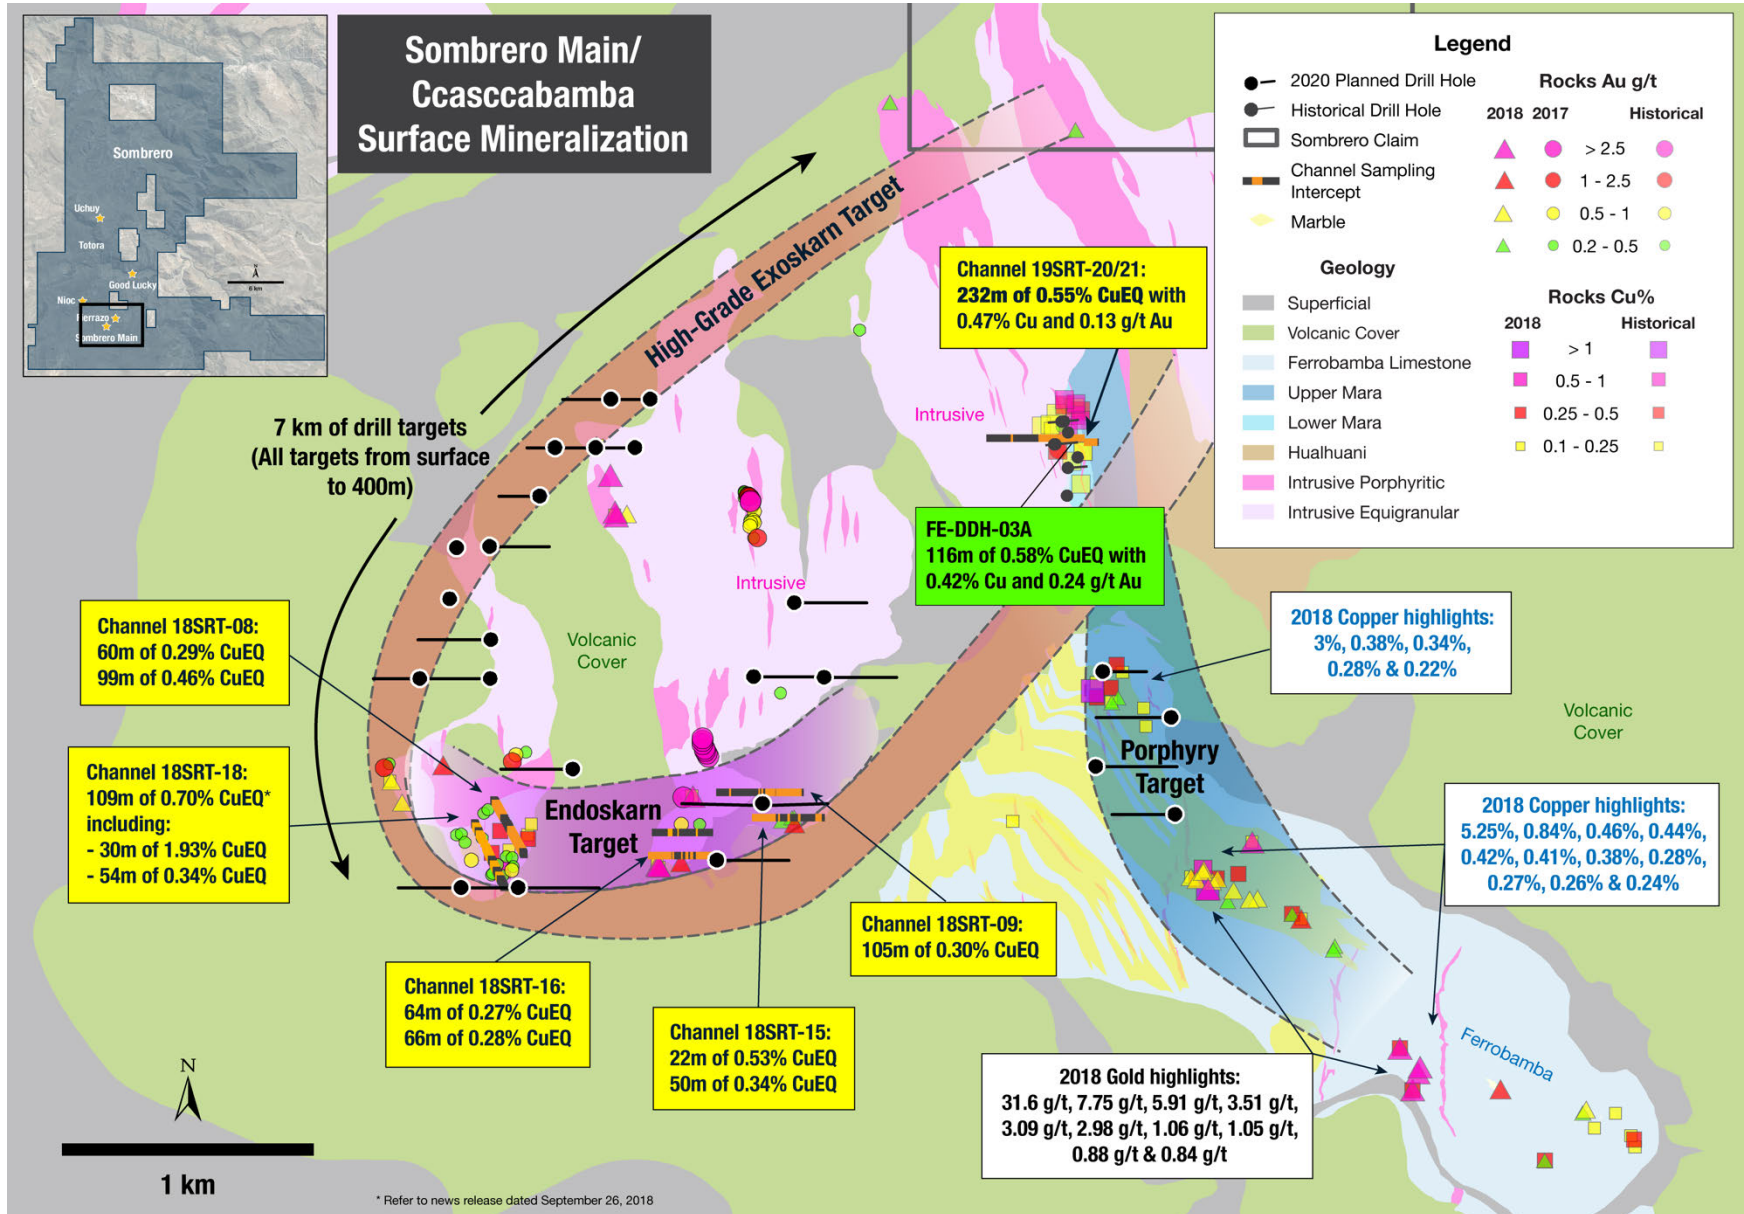 Sombrero Main/
Ccasccabamba
Surface Mineralization
Sombrero
Uchuy
Totora
Good Lucky
Nioc
Fierrazo
Sombrero Main
N
6 km
Legend
2020 Planned Drill Hole
Historical Drill Hole
Sombrero Claim
Channel Sampling
Intercept
Marble
Geology
Superficial
Volcanic Cover
Ferrobamba Limestone
Upper Mara
Lower Mara
Hualhuani
Intrusive Porphyritic
Intrusive Equigranular
Rocks Au g/t
2018 2017 Historical
> 2.5
1 - 2.5
0.5 - 1
0.2 - 0.5
Rocks Cu%
2018 Historical
> 1
0.5 - 1
0.25 - 0.5
0.1 - 0.25
High-Grade Exoskarn Target
7 km of drill targets
(All targets from surface
to 400m)
Channel 19SRT-20/21:
232m of 0.55% CuEQ with
0.47% Cu and 0.13 g/t Au
Intrusive
FE-DDH-03A
116m of 0.58% CuEQ with
0.42% Cu and 0.24 g/t Au
Intrusive
Volcanic
Cover
Channel 18SRT-08:
60m of 0.29% CuEQ
99m of 0.46% CuEQ
2018 Copper highlights:
3%, 0.38%, 0.34%,
0.28% & 0.22%
Volcanic
Cover
Porphyry
Target
Channel 18SRT-18:
109m of 0.70% CuEQ*
including:
- 30m of 1.93% CuEQ
- 54m of 0.34% CuEQ
Endoskarn
Target
2018 Copper highlights:
5.25%, 0.84%, 0.46%, 0.44%,
0.42%, 0.41%, 0.38%, 0.28%,
0.27%, 0.26% & 0.24%
Channel 18SRT-09:
105m of 0.30% CuEQ
Channel 18SRT-16:
64m of 0.27% CuEQ
66m of 0.28% CuEQ
Channel 18SRT-15:
22m of 0.53% CuEQ
50m of 0.34% CuEQ
Ferrobamba
2018 Gold highlights:
31.6 g/t, 7.75 g/t, 5.91 g/t, 3.51 g/t,
3.09 g/t, 2.98 g/t, 1.06 g/t, 1.05 g/t,
0.88 g/t & 0.84 g/t
N
1 km
* Refer to news release dated September 26, 2018